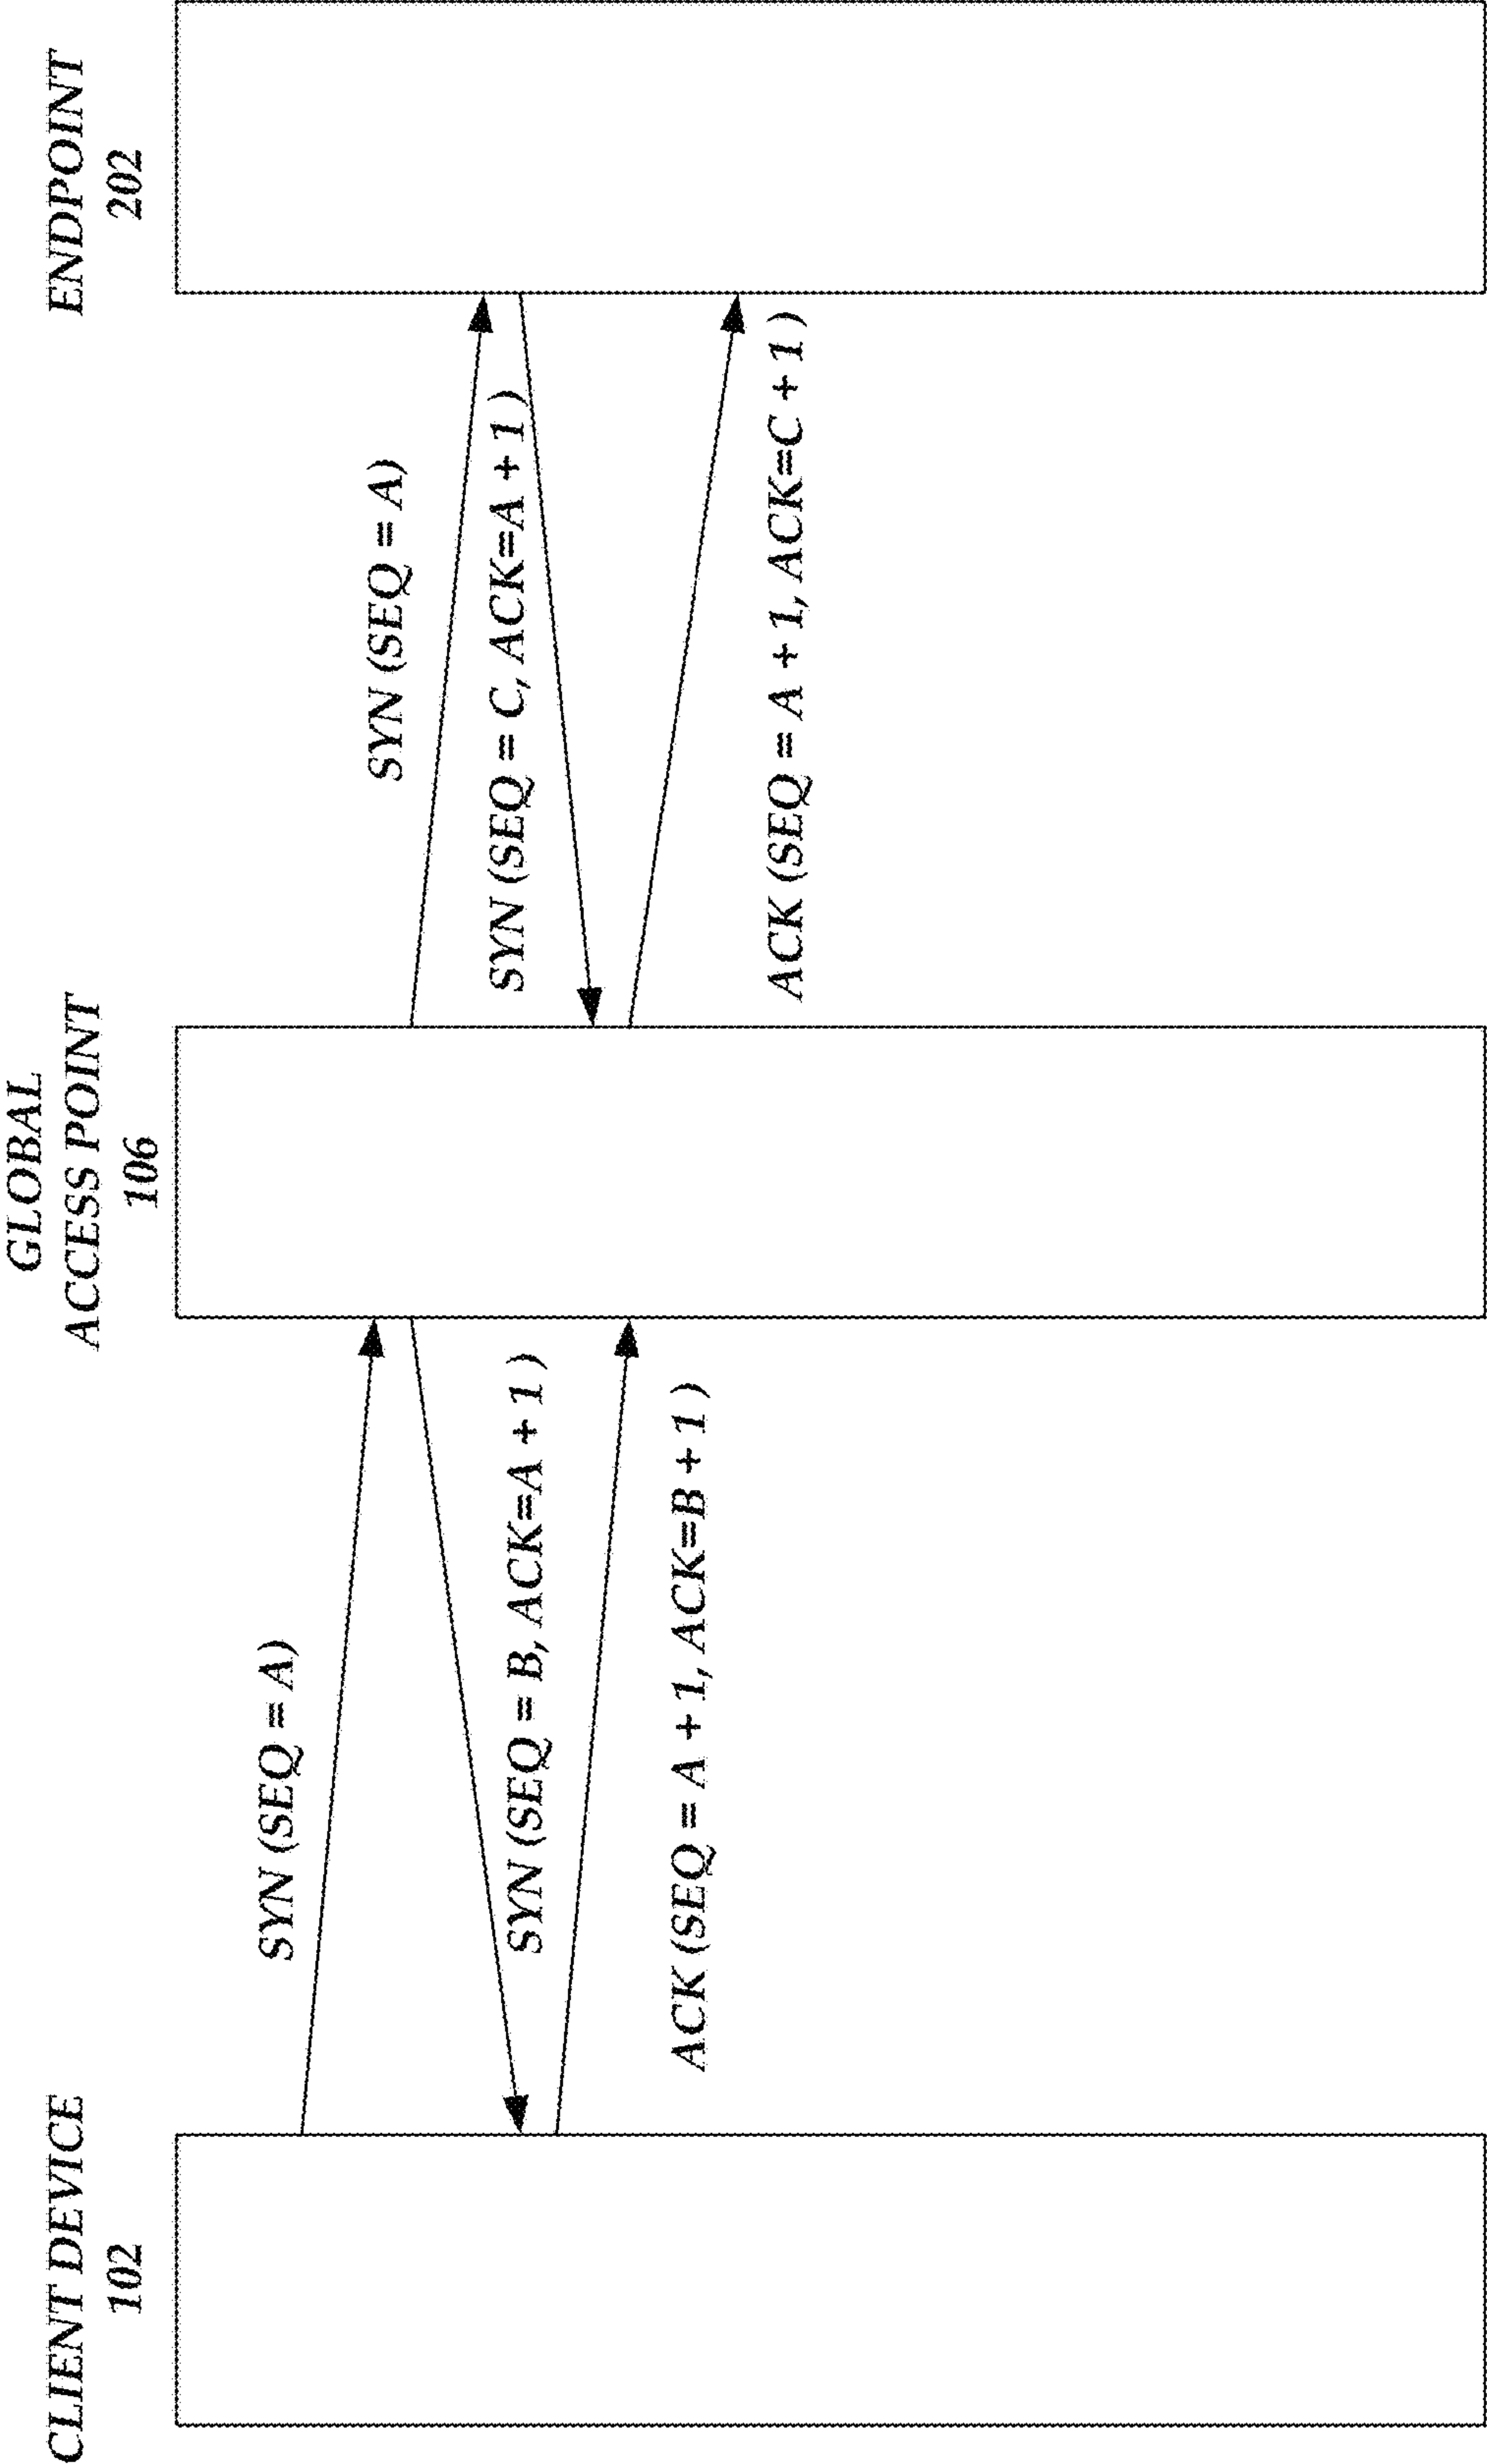 CLIENT DEVICE
102
GLOBAL
ACCESS POINT
106
ENDPOINT
202
SYN (SEQ = A)
SYN (SEQ = B, ACK=A + 1 )
ACK (SEQ = A + 1, ACK=B + 1 )
SYN (SEQ = A)
SYN (SEQ = C, ACK=A + 1 )
ACK (SEQ = A + 1, ACK=C + 1 )